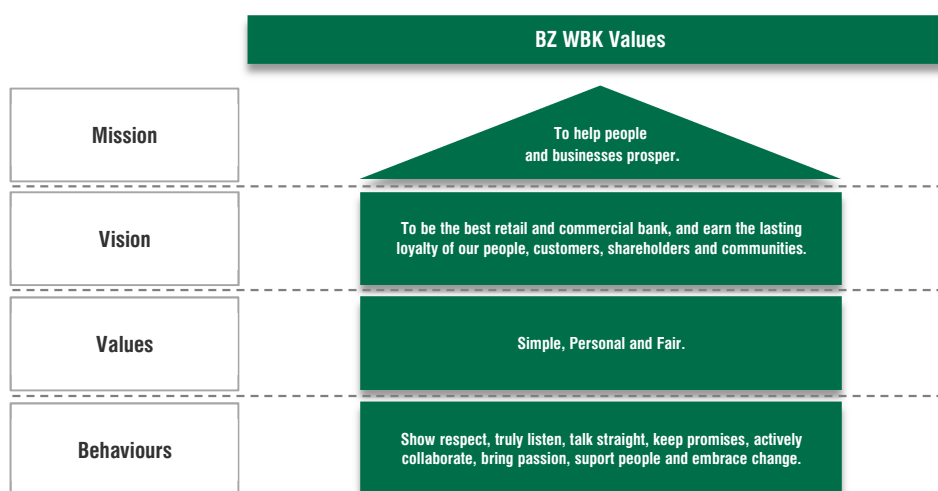 BZ WBK Values
Mission
To help people
and businesses prosper.
Vision
To be the best retail and commercial bank, and earn the lasting
loyalty of our people, customers, shareholders and communities.
Values
Simple, Personal and Fair.
Behaviours
Show respect, truly listen, talk straight, keep promises, actively
collaborate, bring passion, suport people and embrace change.